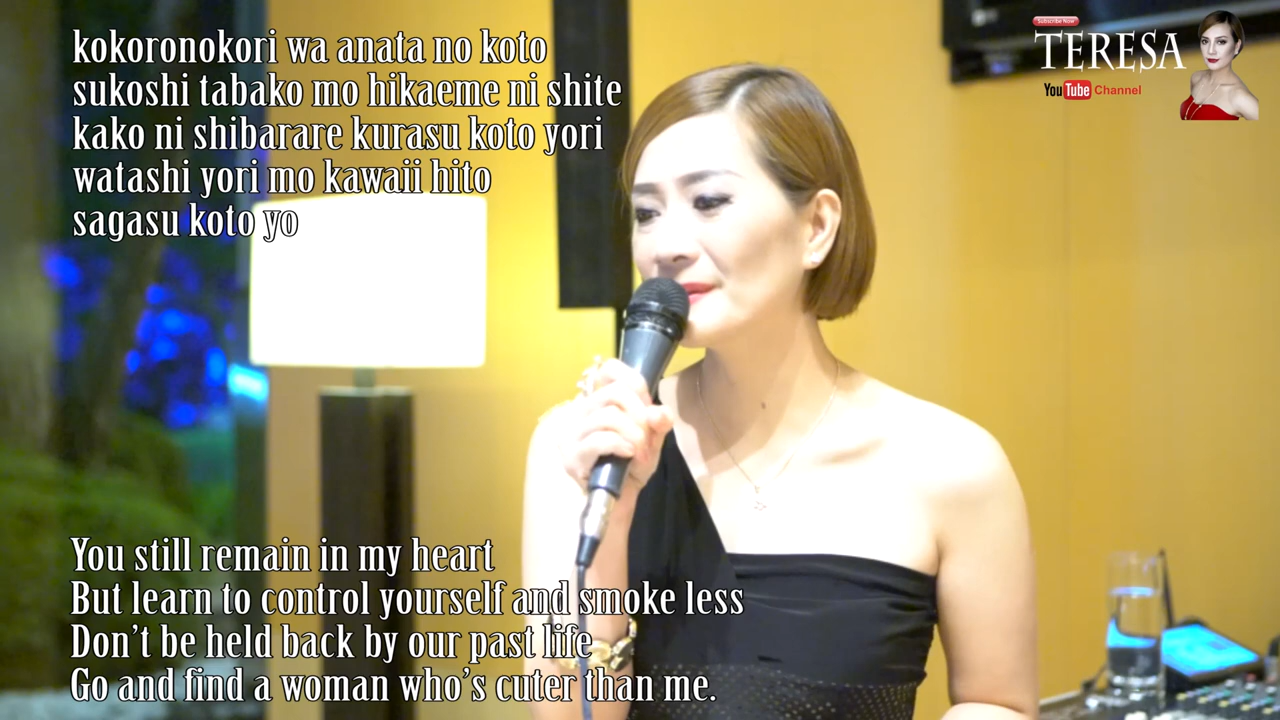 kokoronokori wa anata no koto
sukoshi tabako mo hikaeme ni shite
kako ni shibarare kurasu koto yori
watashi yori mo kawaii hito
sagasu koto yo
Subscribe Now
TERESA
YouTube Channel
You still remain in my heart
But learn to control yourself and smoke less
Don't be held back by our past life
Go and find a woman who's cuter than me.